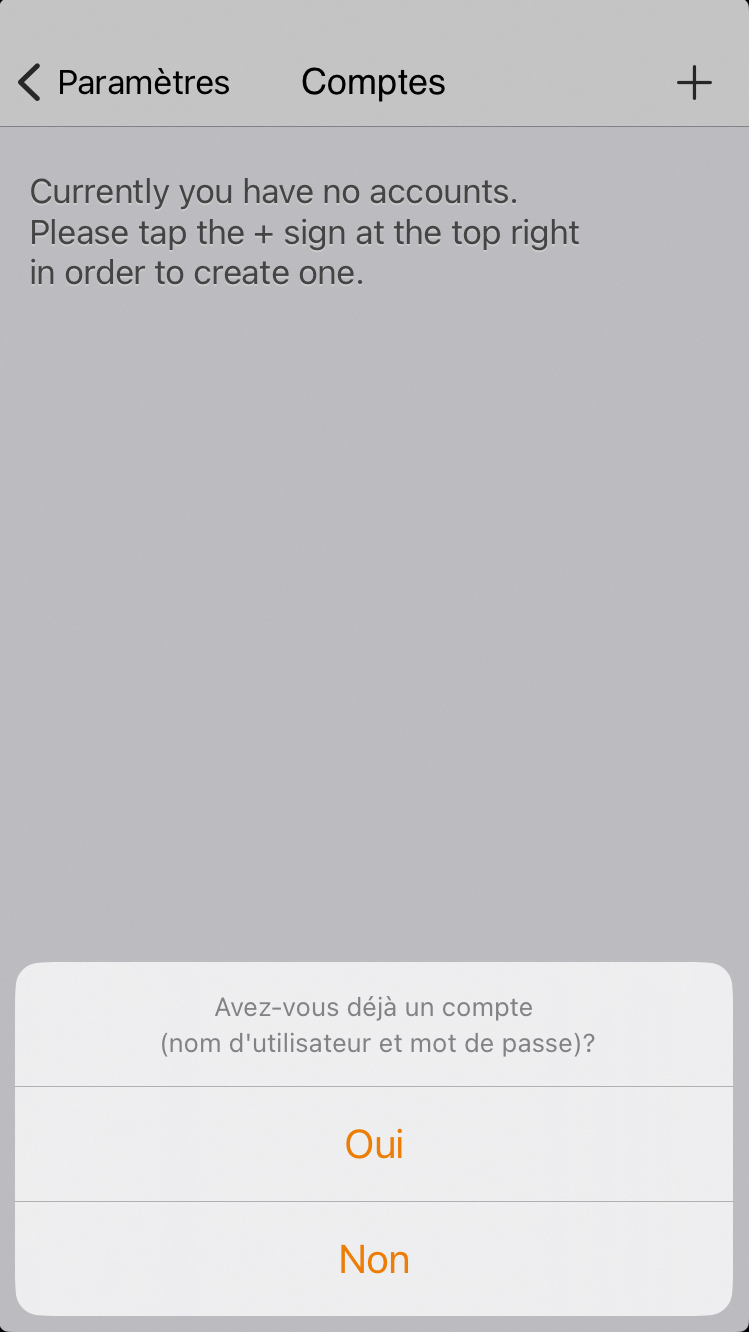 Paramètres Comptes +
Currently you have no accounts.
Please tap the + sign at the top right
in order to create one.
Avez-vous déjà un compte
(nom d'utilisateur et mot de passe)?
Oui
Non